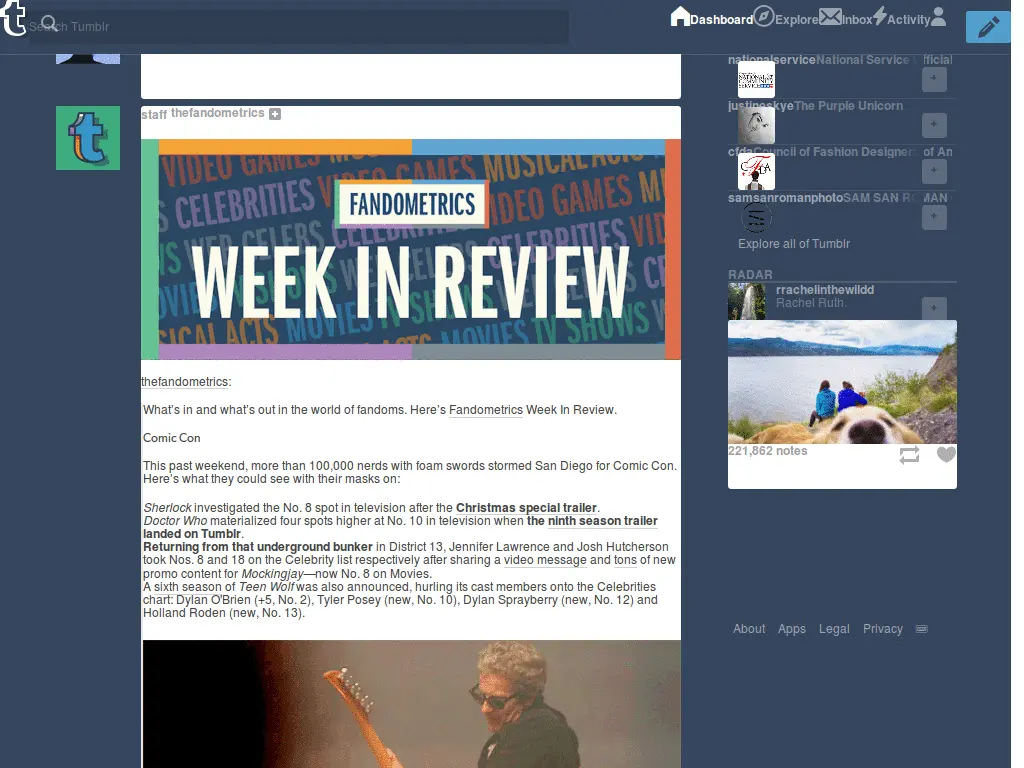 t
Search Tumblr
Dashboard Explore Inbox Activity
staff thefandometrics
VIDEO GAMES MUSICAL ACTS
CELEBRITIES VIDEO GAMES
FANDOMETRICS
WEB CELEBS CELEBRITIES
WEEK IN REVIEW
MUSICAL ACTS MOVIES TV SHOWS
MOVIES TV SHOWS
thefandometrics:
What's in and what's out in the world of fandoms. Here's Fandometrics Week In Review.
Comic Con
This past weekend, more than 100,000 nerds with foam swords stormed San Diego for Comic Con.
Here's what they could see with their masks on:
Sherlock investigated the No. 8 spot in television after the Christmas special trailer.
Doctor Who materialized four spots higher at No. 10 in television when the ninth season trailer
landed on Tumblr.
Returning from that underground bunker in District 13, Jennifer Lawrence and Josh Hutcherson
took Nos. 8 and 18 on the Celebrity list respectively after sharing a video message and tons of new
promo content for Mockingjay—now No. 8 on Movies.
A sixth season of Teen Wolf was also announced, hurling its cast members onto the Celebrities
chart: Dylan O'Brien (+5, No. 2), Tyler Posey (new, No. 10), Dylan Sprayberry (new, No. 12) and
Holland Roden (new, No. 13).
nationalservice National Service Official
justineskye The Purple Unicorn
cfda Council of Fashion Designers of Am
samsanromanphoto SAM SAN ROMAN
Explore all of Tumblr
RADAR
rrachelinthewildd
Rachel Ruth.
221,862 notes
About Apps Legal Privacy